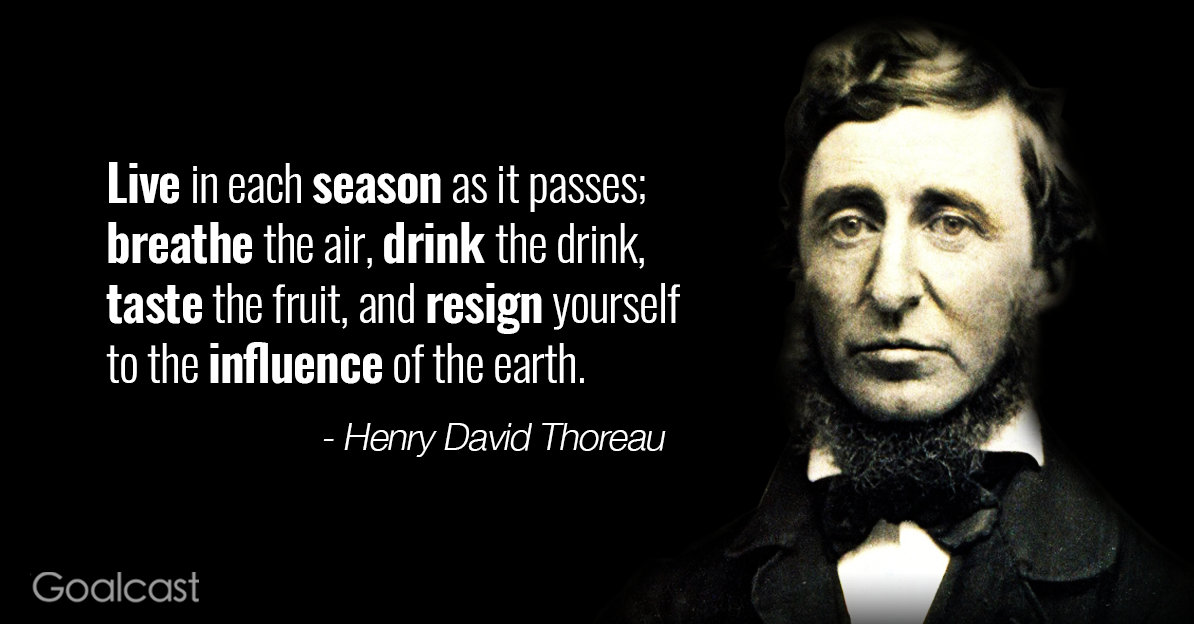 Live in each season as it passes;
breathe the air, drink the drink,
taste the fruit, and resign yourself
to the influence of the earth.
- Henry David Thoreau
Goalcast